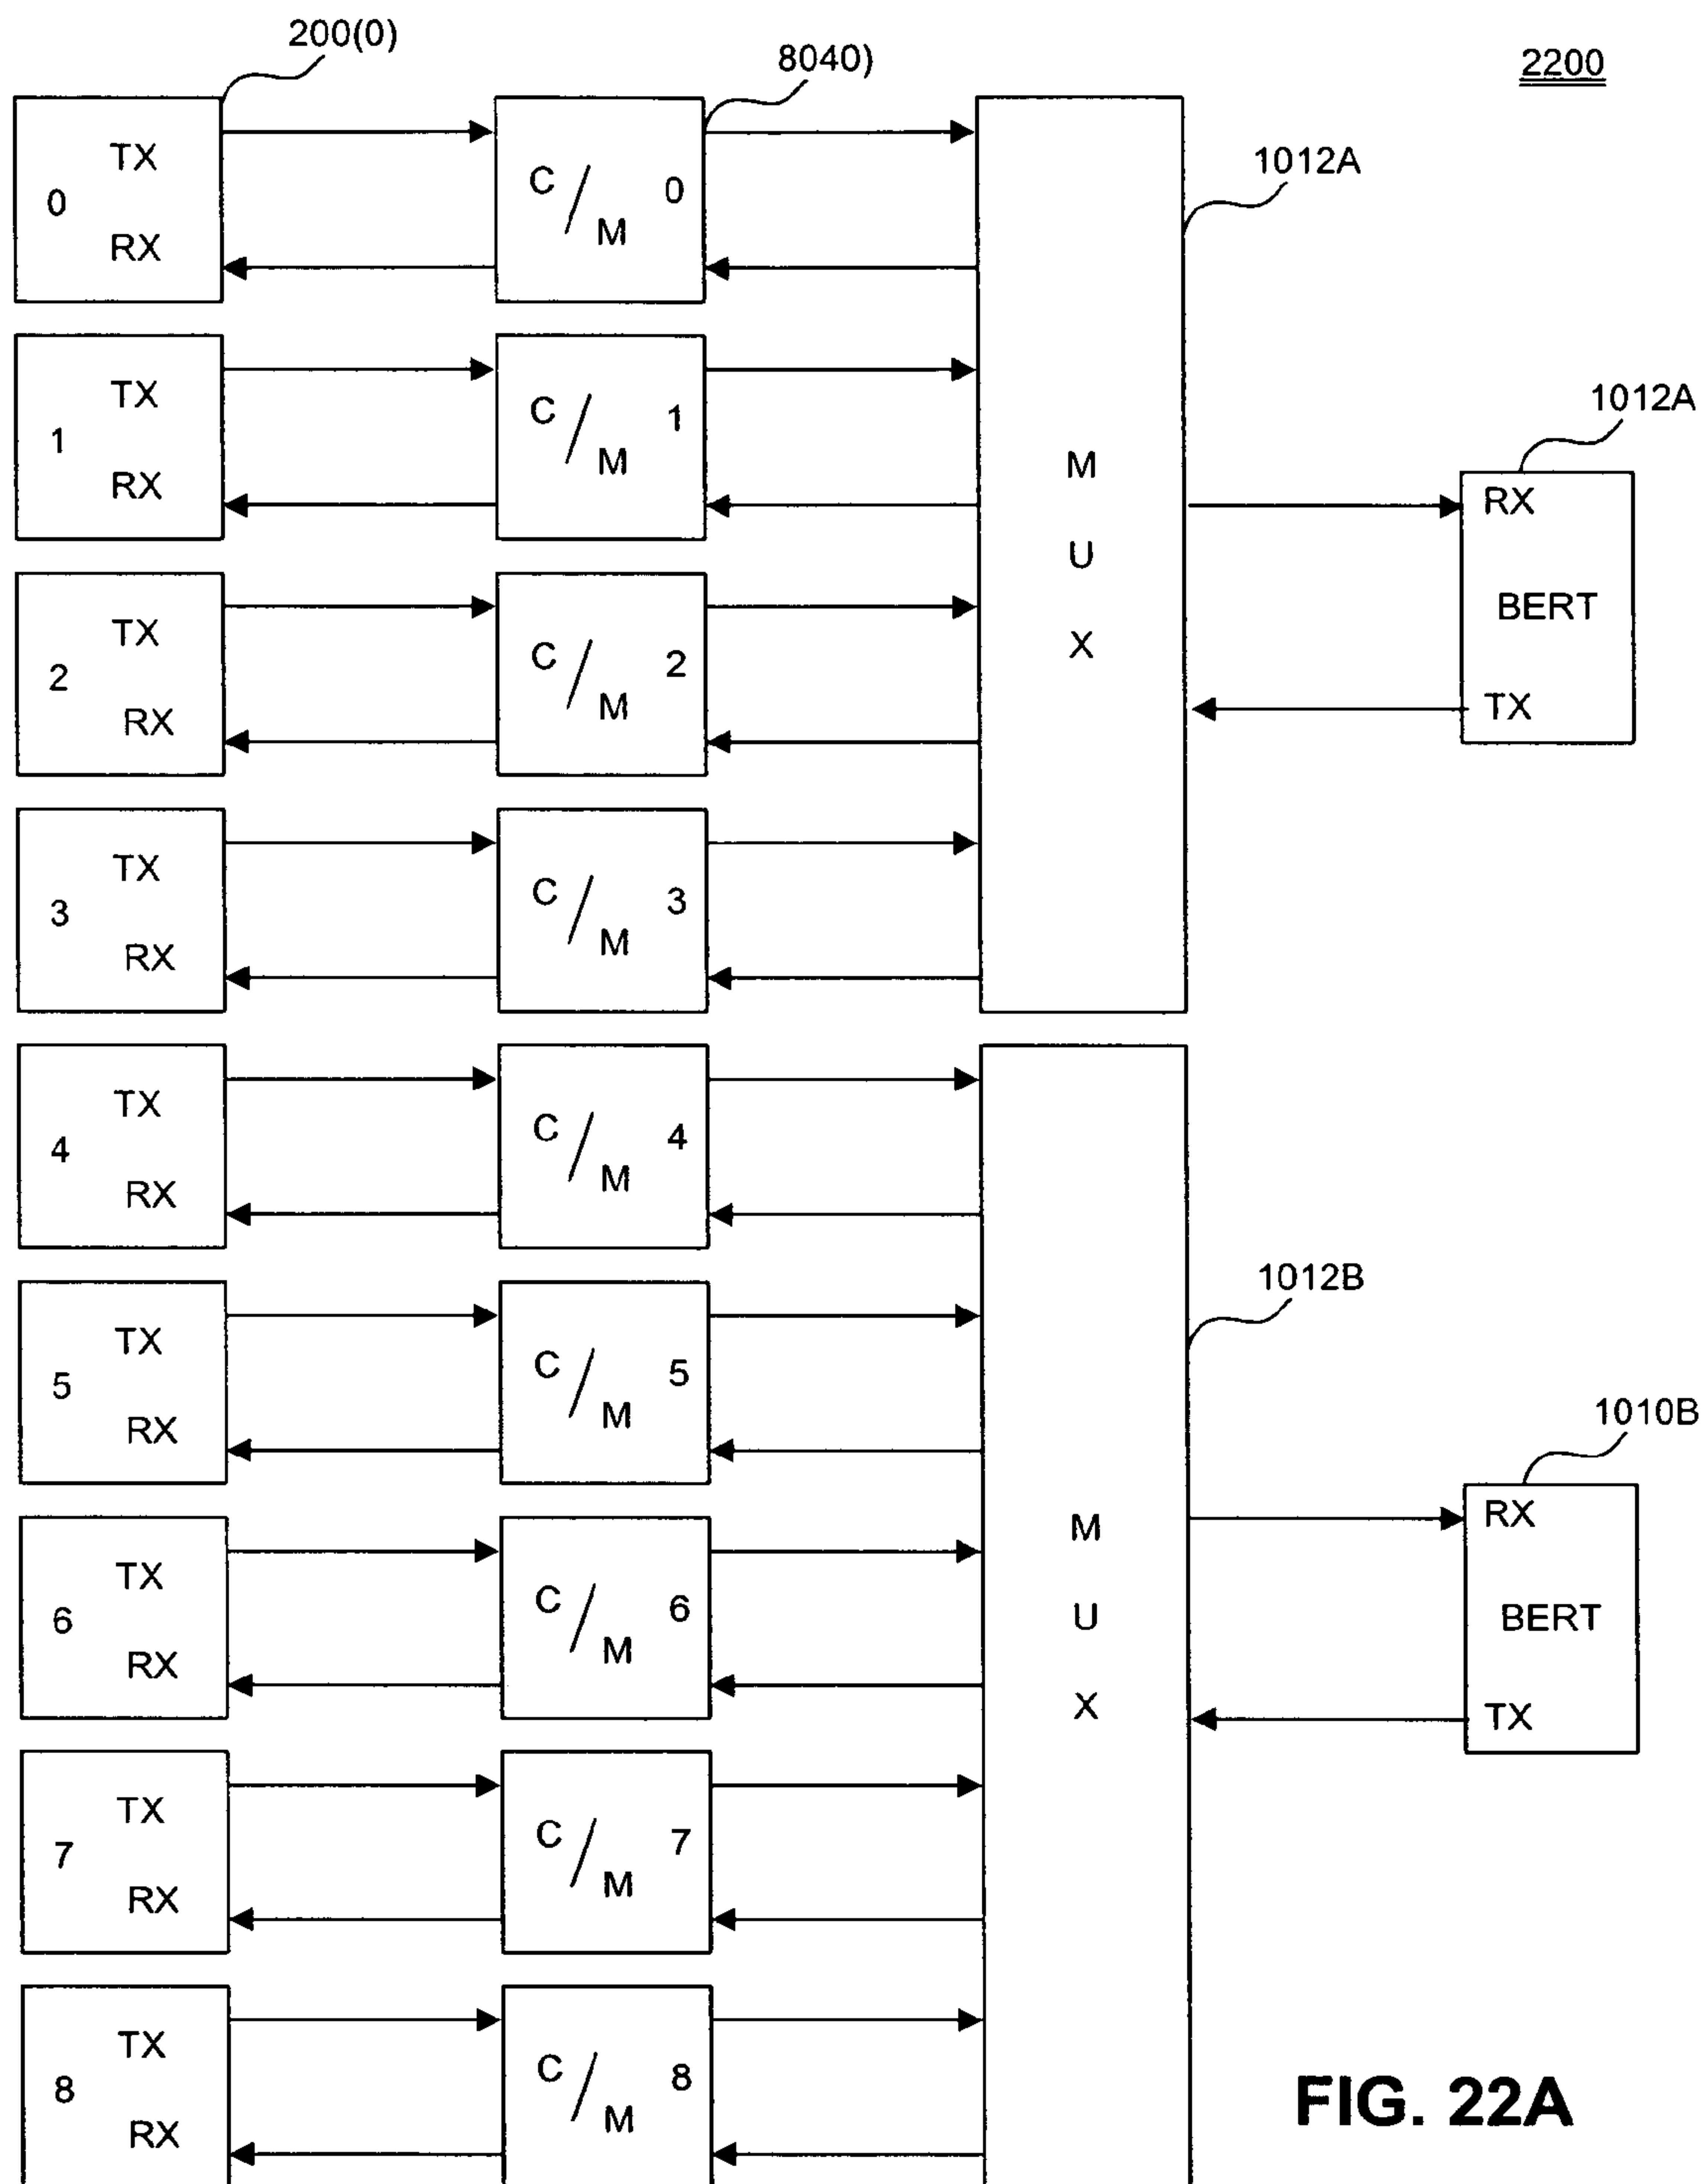 200(0)
8040)
2200
1012A
1012A
TX
0
RX
C / M 0
TX
1
RX
C / M 1
TX
2
RX
C / M 2
TX
3
RX
C / M 3
M
U
X
RX
BERT
TX
TX
4
RX
C / M 4
TX
5
RX
C / M 5
TX
6
RX
C / M 6
TX
7
RX
C / M 7
TX
8
RX
C / M 8
1012B
1010B
M
U
X
RX
BERT
TX
FIG. 22A